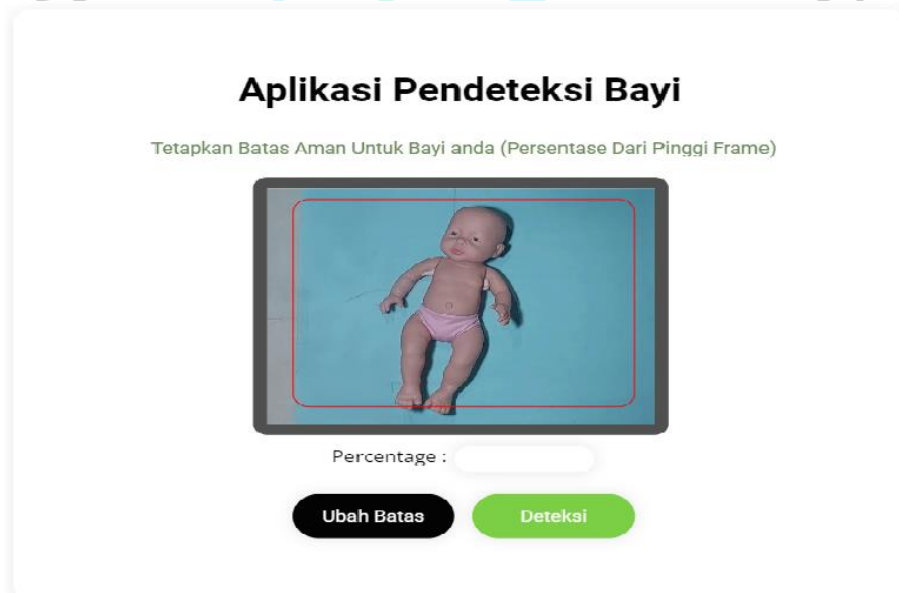 Aplikasi Pendeteksi Bayi
Tetapkan Batas Aman Untuk Bayi anda (Persentase Dari Pinggi Frame)
Percentage :
Ubah Batas
Deteksi